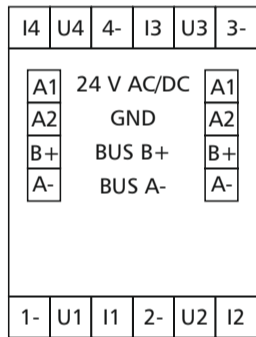 I4 U4 4- I3 U3 3-
A1 24 V AC/DC A1
A2 GND A2
B+ BUS B+ B+
A- BUS A- A-
1- U1 I1 2- U2 I2